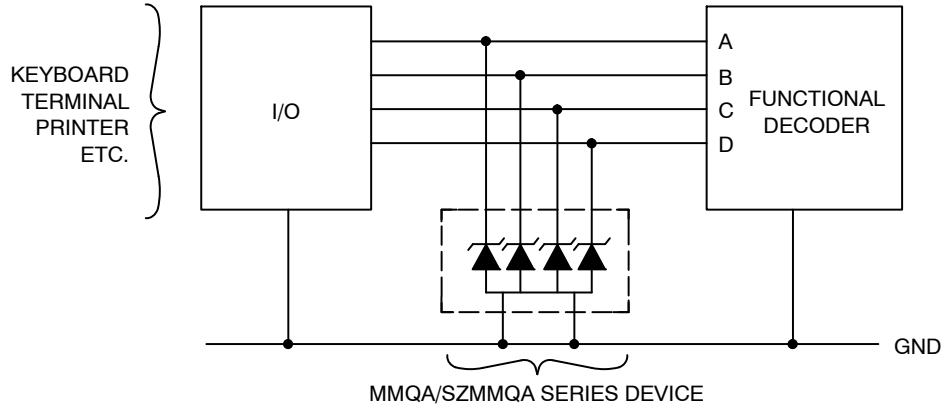 KEYBOARD
TERMINAL
PRINTER
ETC.
I/O
A
B
C
D
FUNCTIONAL
DECODER
GND
MMQA/SZMMQA SERIES DEVICE